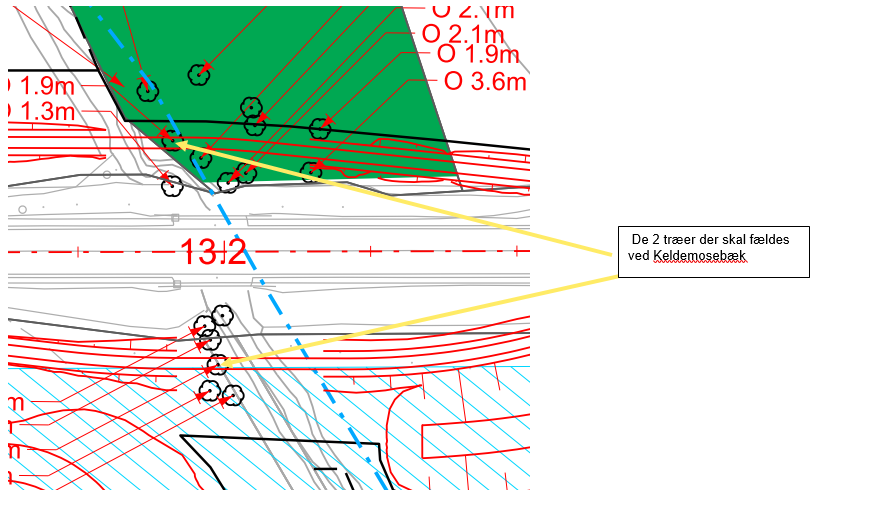 O 2.1m
O 2.1m
O 1.9m
O 3.6m
O 1.9m
O 1.3m
13.2
De 2 træer der skal fældes
ved Keldemosebæk
m
m